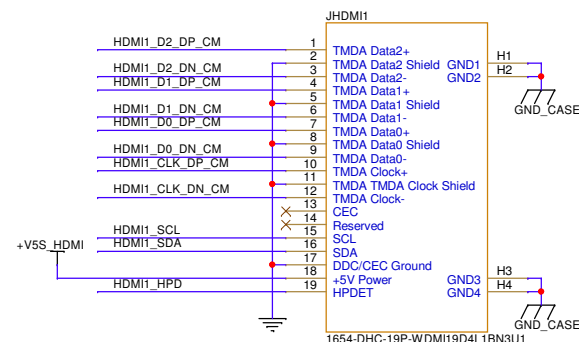 JHDMI1
HDMI1_D2_DP_CM 1 TMDA Data2+
2 TMDA Data2 Shield GND1 H1
HDMI1_D2_DN_CM 3 TMDA Data2- GND2 H2
HDMI1_D1_DP_CM 4 TMDA Data1+
5 TMDA Data1 Shield GND_CASE
HDMI1_D1_DN_CM 6 TMDA Data1-
HDMI1_D0_DP_CM 7 TMDA Data0+
8 TMDA Data0 Shield
HDMI1_D0_DN_CM 9 TMDA Data0-
HDMI1_CLK_DP_CM 10 TMDA Clock+
11 TMDA TMDA Clock Shield
HDMI1_CLK_DN_CM 12 TMDA Clock-
13 CEC
14 Reserved
HDMI1_SCL 15 SCL
+V5S_HDMI HDMI1_SDA 16 SDA
17 DDC/CEC Ground
18 +5V Power GND3 H3
HDMI1_HPD 19 HPDET GND4 H4
GND_CASE
1654-DHC-19P-WDMI19D4L1BN3U1